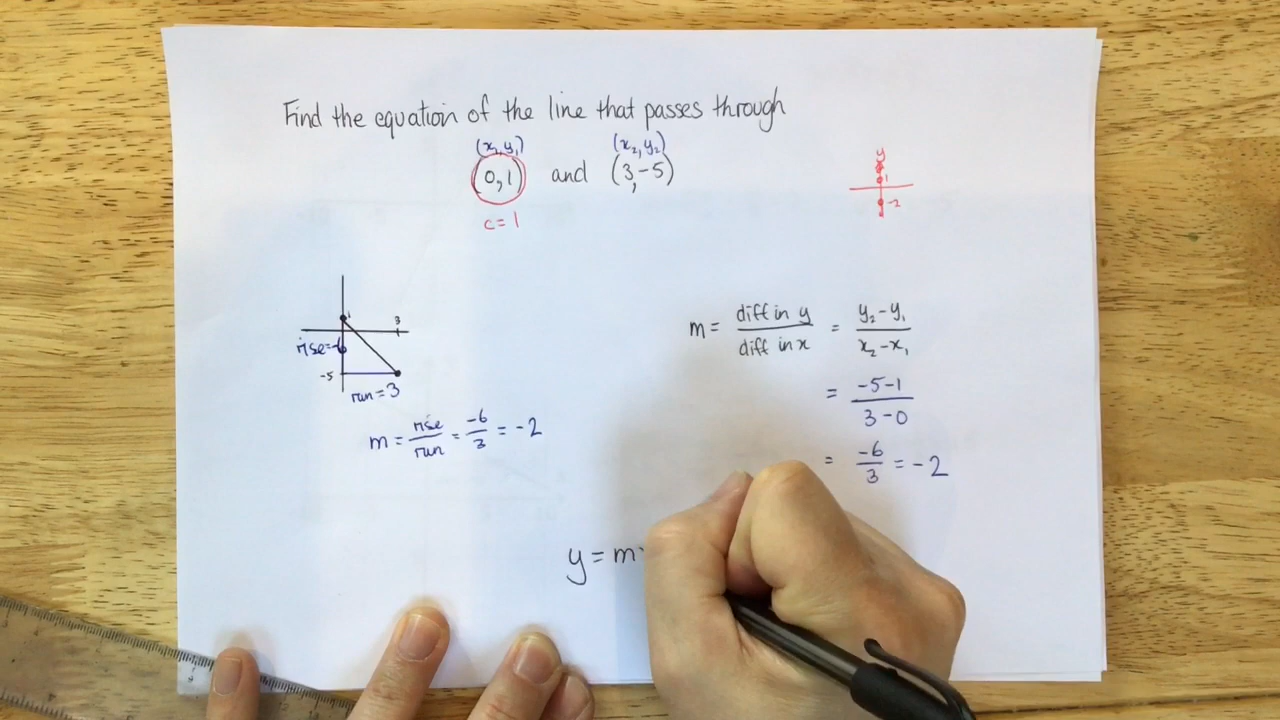 Find the equation of the line that passes through
(x₁,y₁) (x₂,y₂)
(0,1) and (3,-5)
c=1
y
1
-2
1
3
rise=-6
-5
run=3
m = rise/run = -6/3 = -2
m = diff in y/diff in x = y₂-y₁/x₂-x₁
= -5-1/3-0
= -6/3 = -2
y = m